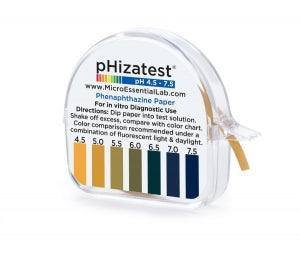 pHizatest®
pH 4.5 - 7.5
www.MicroEssentialLab.com
Phenaphthazine Paper
For in vitro Diagnostic Use
Directions: Dip paper into test solution.
Shake off excess, compare with color chart.
Color comparison recommended under a
combination of fluorescent light & daylight.
4.5 5.0 5.5 6.0 6.5 7.0 7.5